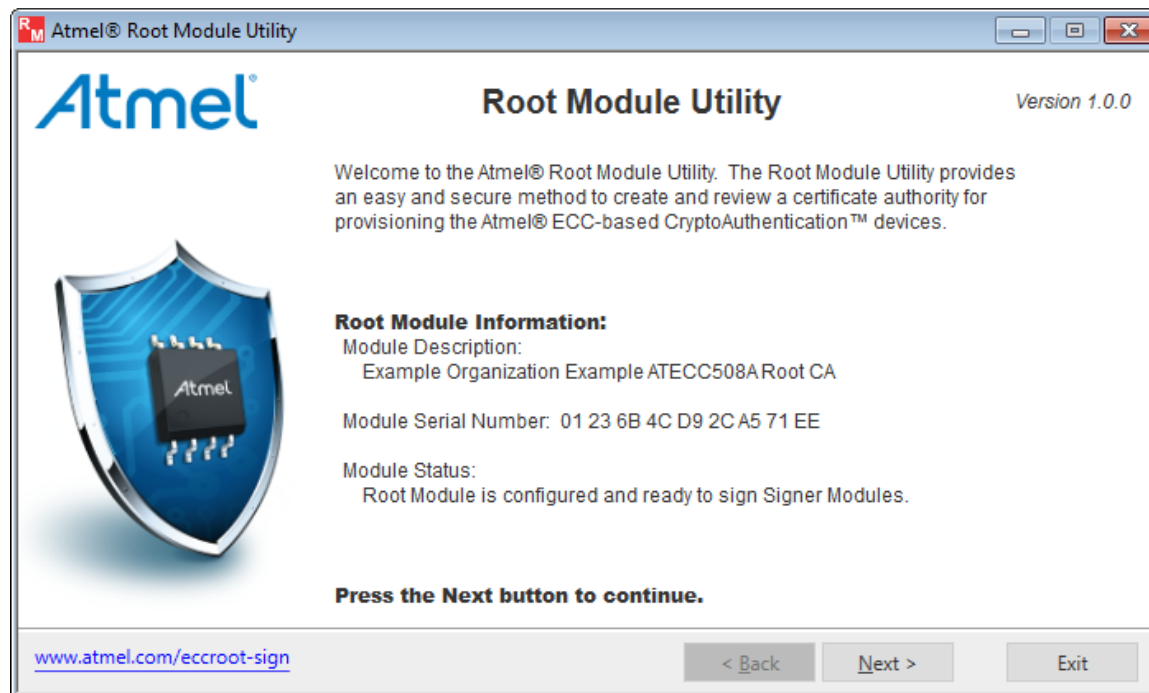 Atmel® Root Module Utility
Atmel®
Root Module Utility
Version 1.0.0
Welcome to the Atmel® Root Module Utility. The Root Module Utility provides
an easy and secure method to create and review a certificate authority for
provisioning the Atmel® ECC-based CryptoAuthentication™ devices.
Atmel
Root Module Information:
Module Description:
Example Organization Example ATECC508A Root CA
Module Serial Number: 01 23 6B 4C D9 2C A5 71 EE
Module Status:
Root Module is configured and ready to sign Signer Modules.
Press the Next button to continue.
www.atmel.com/eccroot-sign
< Back
Next >
Exit